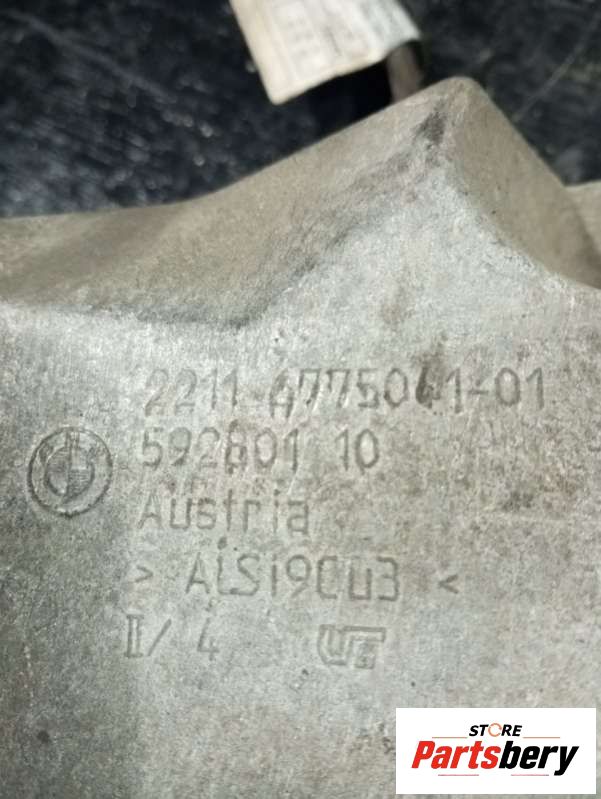 2211 6775041-01
592801 10
Austria
> ALSi9Cu3 <
II/ 4
STORE
Partsbery